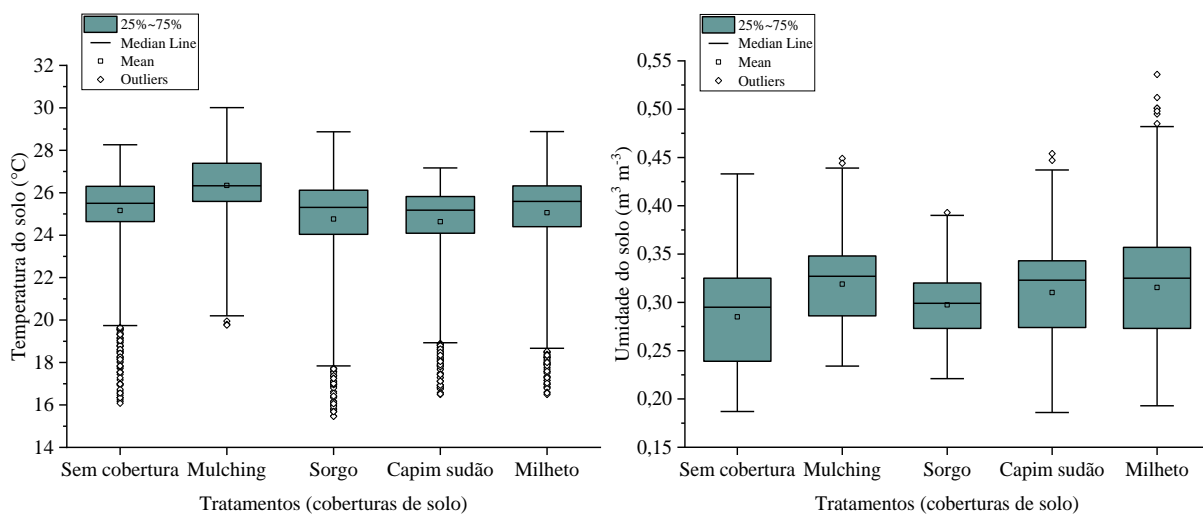 25%~75%
Median Line
Mean
Outliers
32
30
28
26
24
22
20
18
16
14
Temperatura do solo (°C)
Sem cobertura Mulching Sorgo Capim sudão Milheto
Tratamentos (coberturas de solo)
25%~75%
Median Line
Mean
Outliers
0,55
0,50
0,45
0,40
0,35
0,30
0,25
0,20
0,15
Umidade do solo (m³ m⁻³)
Sem cobertura Mulching Sorgo Capim sudão Milheto
Tratamentos (coberturas de solo)